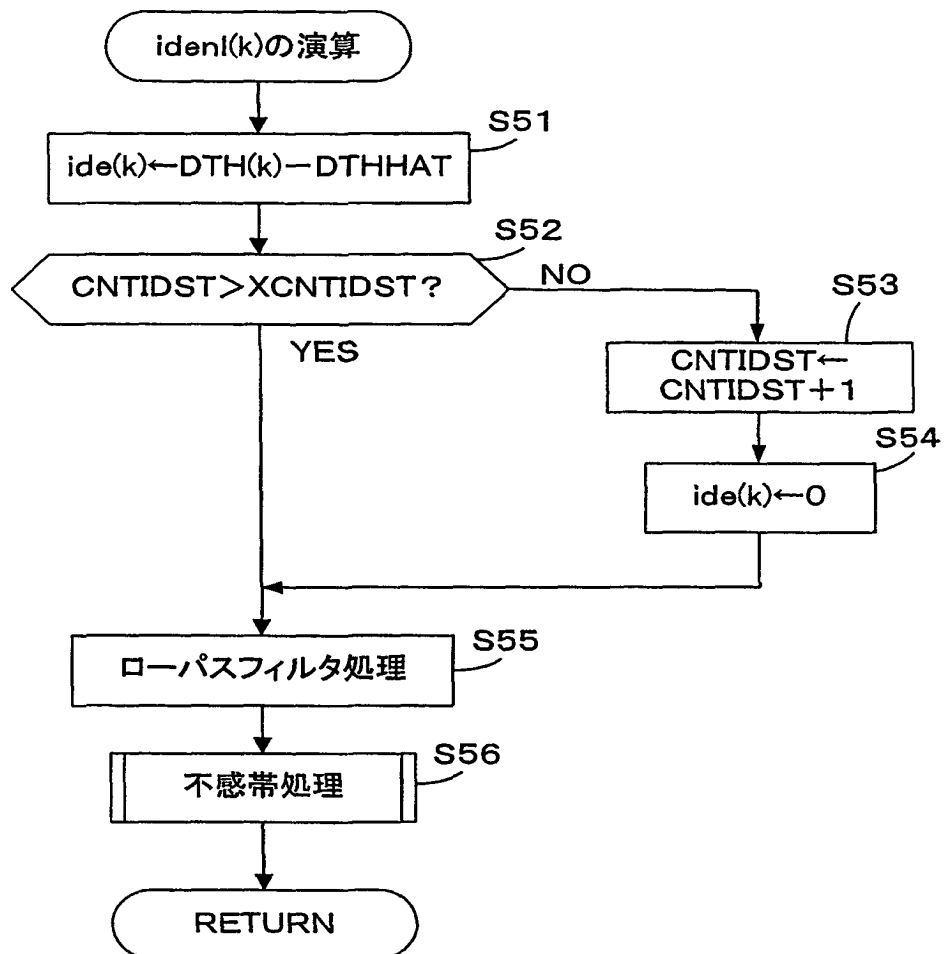 idenl(k)の演算
S51
ide(k)←DTH(k)－DTHHAT
S52
CNTIDST＞XCNTIDST？
NO
YES
S53
CNTIDST←
CNTIDST＋1
S54
ide(k)←0
S55
ローパスフィルタ処理
S56
不感帯処理
RETURN